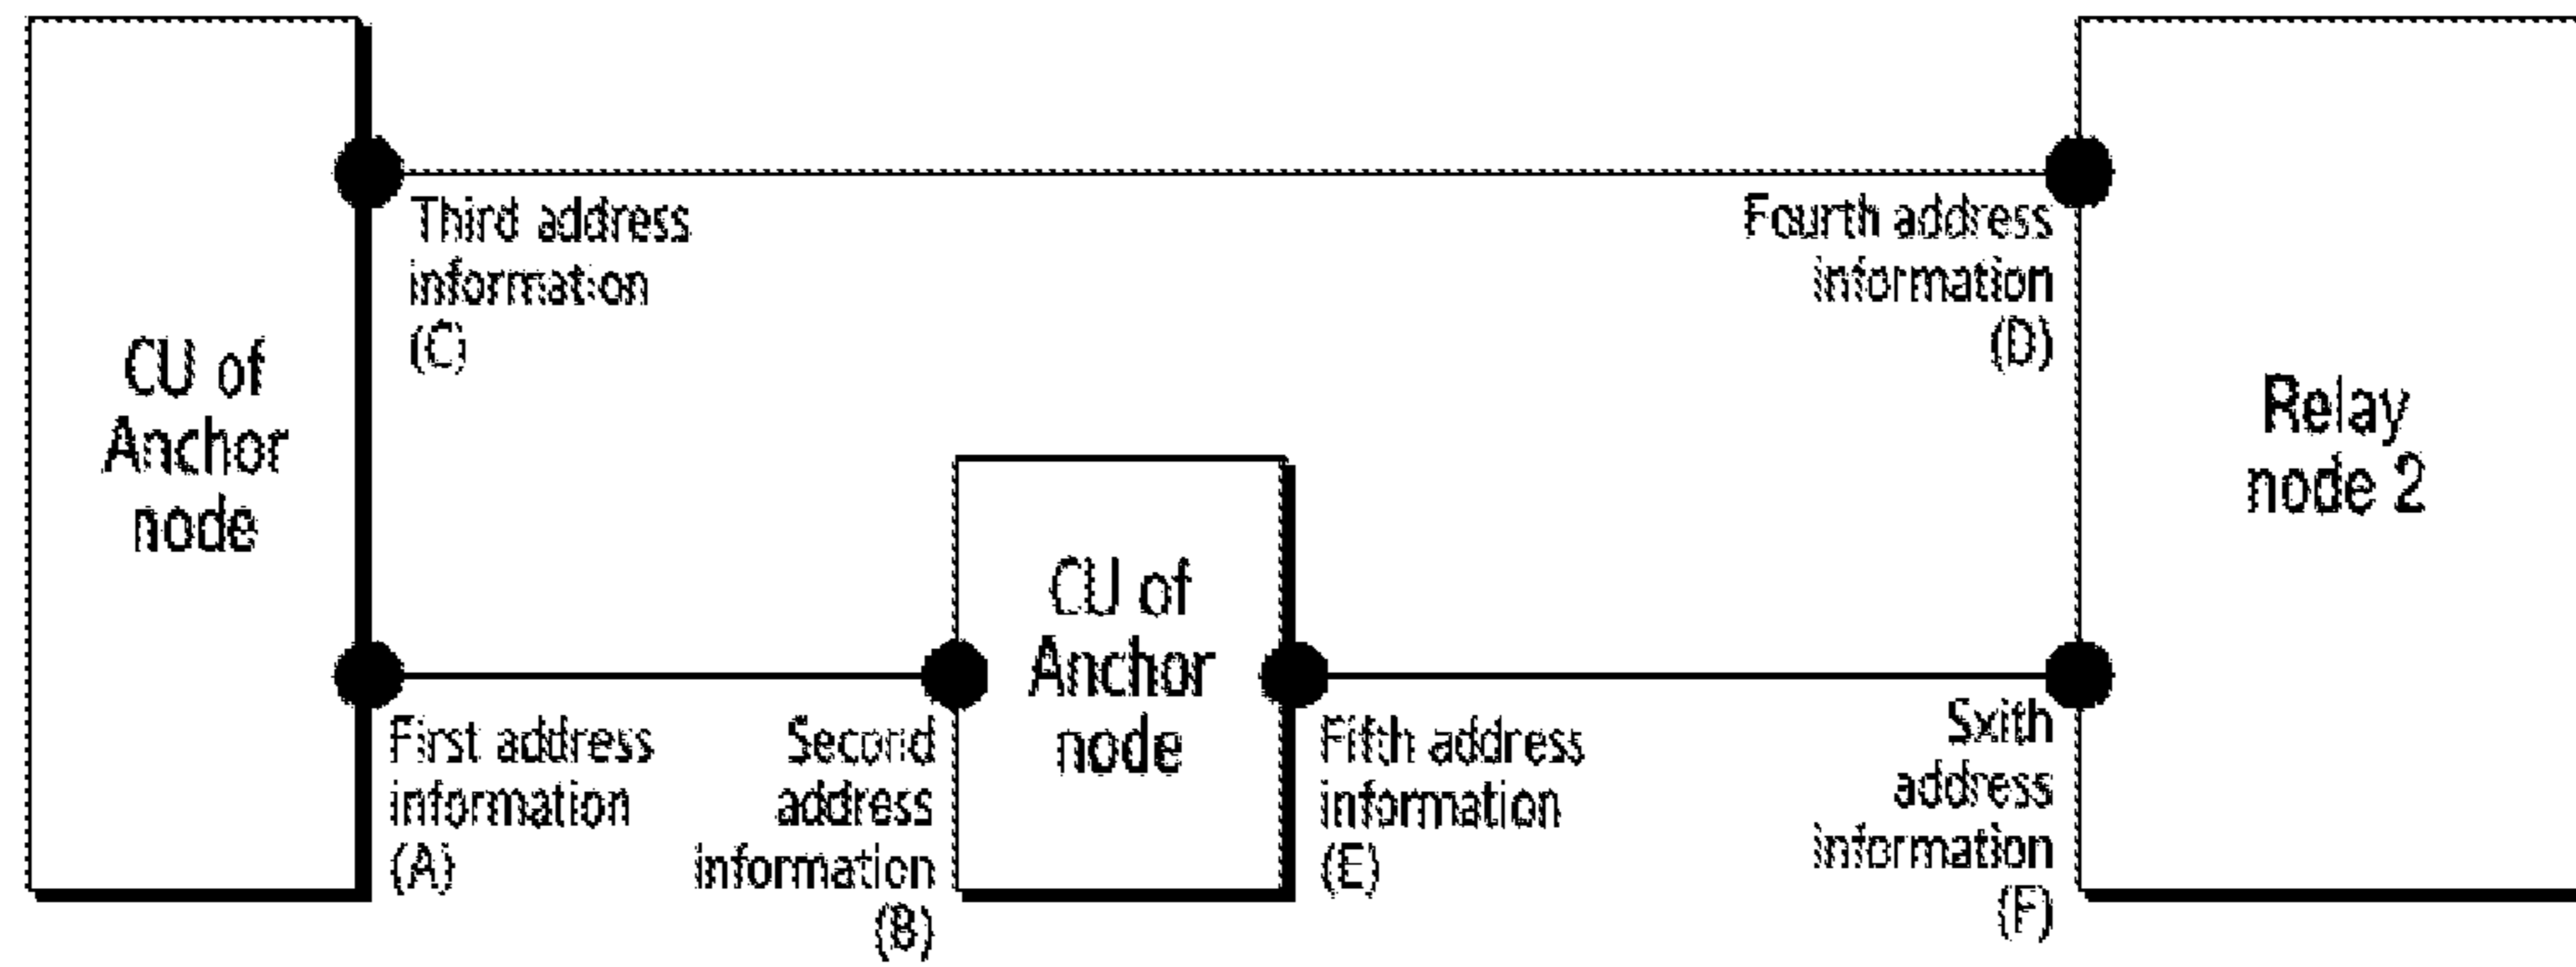 CU of
Anchor
node
Third address
information
(C)
Fourth address
information
(D)
Relay
node 2
CU of
Anchor
node
First address
information
(A)
Second
address
information
(B)
Fifth address
information
(E)
Sxith
address
information
(F)